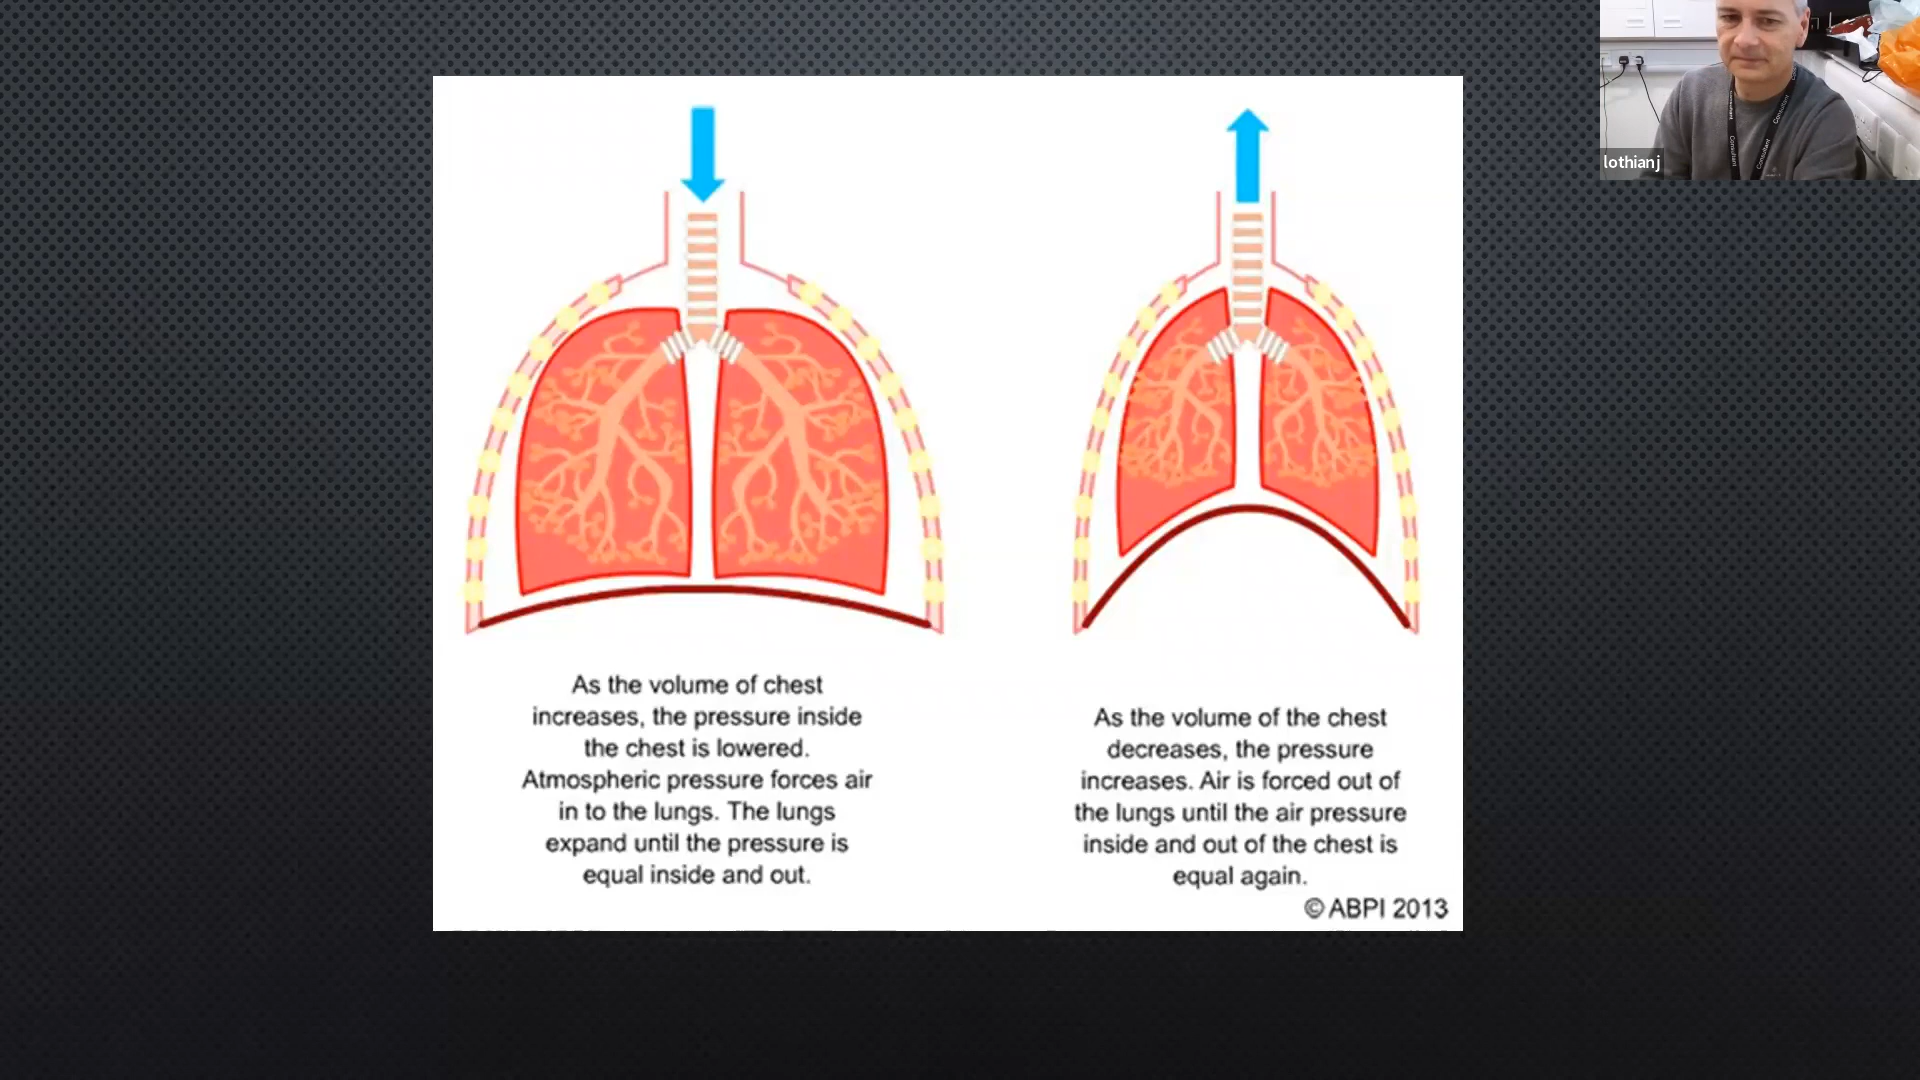 As the volume of chest
increases, the pressure inside
the chest is lowered.
Atmospheric pressure forces air
in to the lungs. The lungs
expand until the pressure is
equal inside and out.
As the volume of the chest
decreases, the pressure
increases. Air is forced out of
the lungs until the air pressure
inside and out of the chest is
equal again.
© ABPI 2013
lothianj
Consultant
Consultant
Consultant